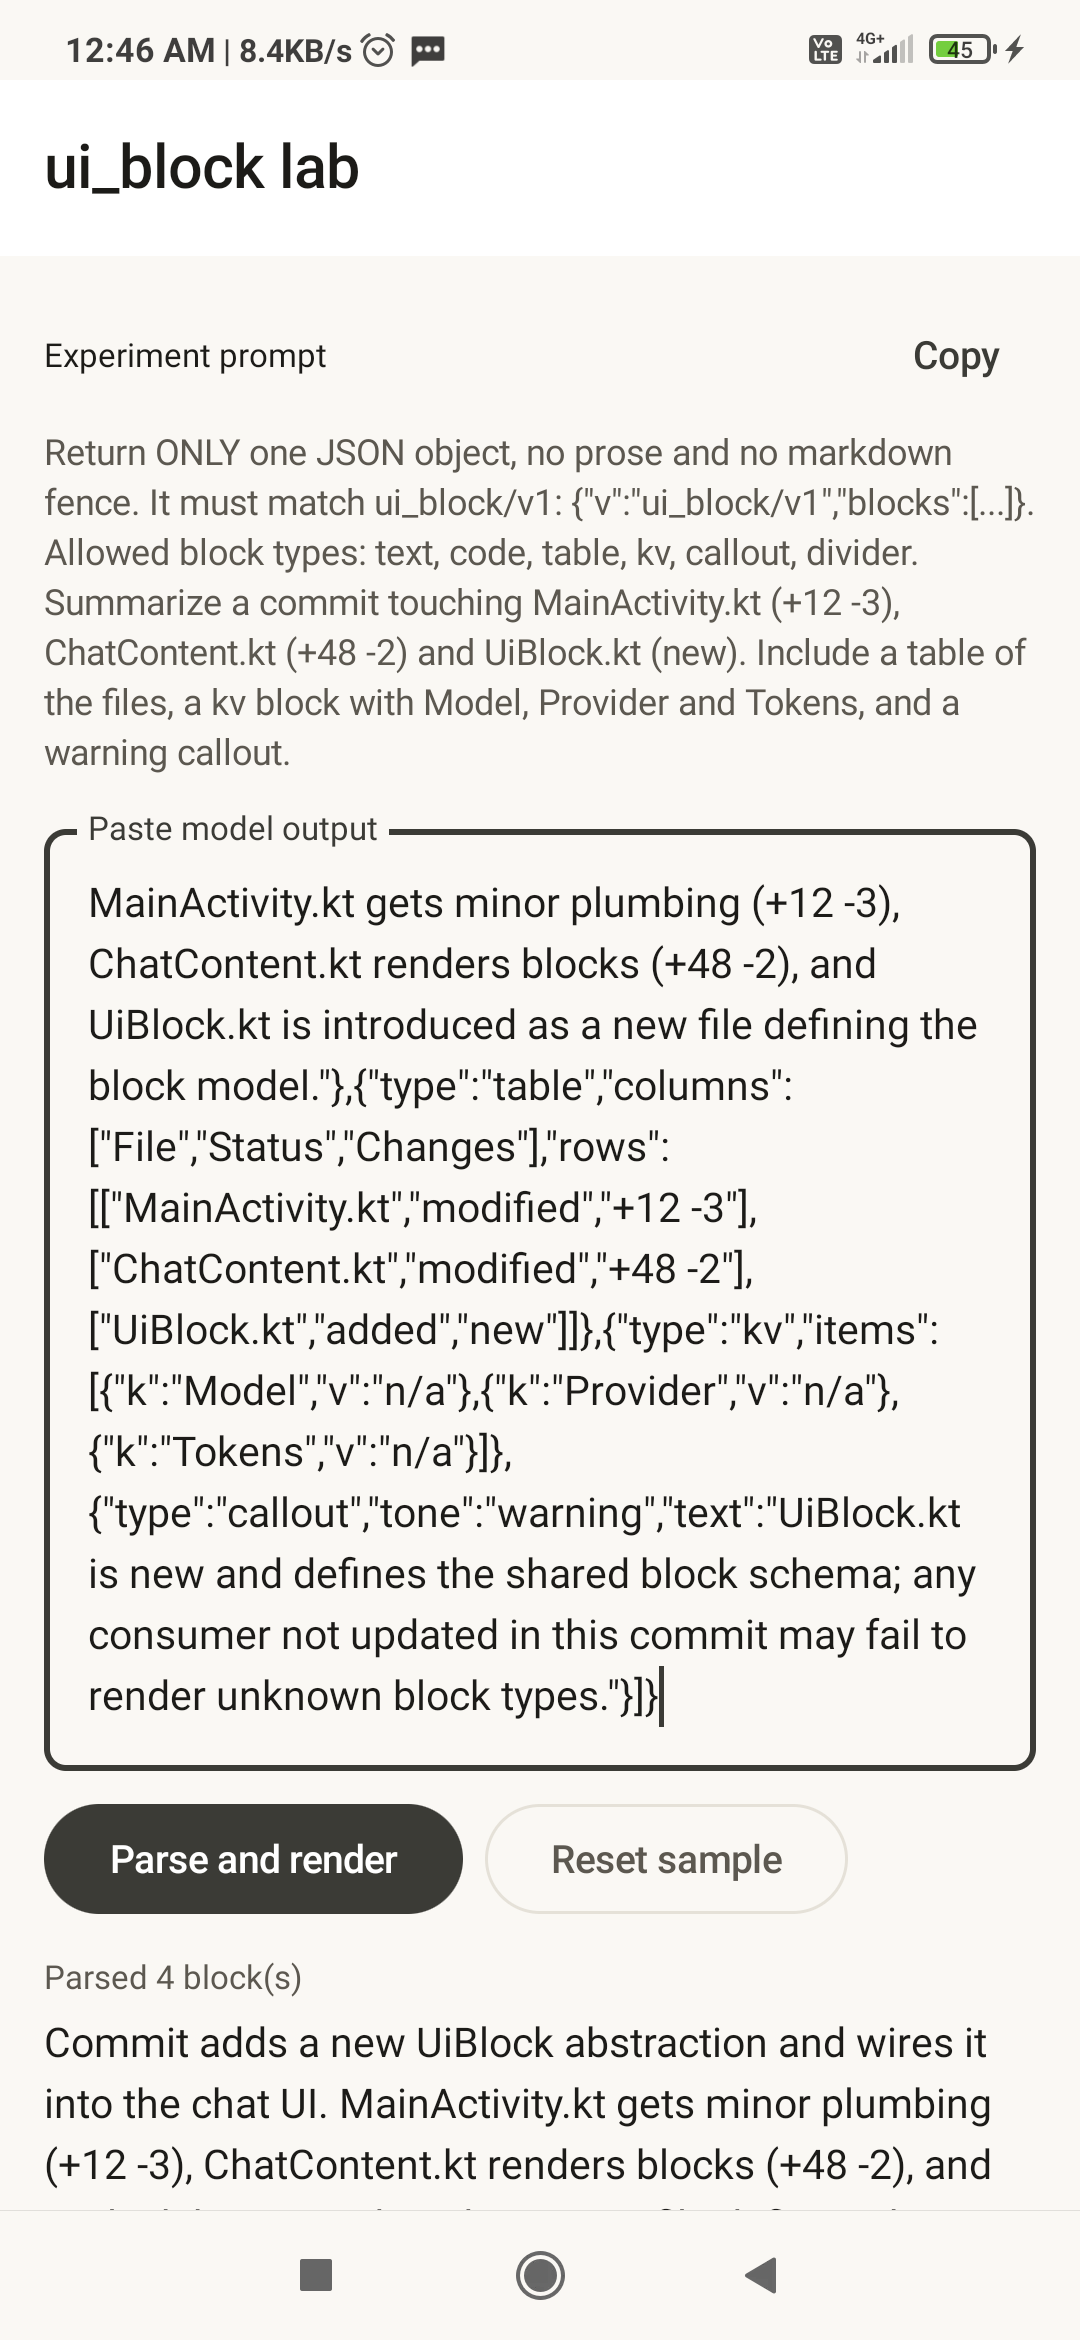 12:46 AM | 8.4KB/s
Vo LTE 4G+ 45
ui_block lab
Experiment prompt
Copy
Return ONLY one JSON object, no prose and no markdown
fence. It must match ui_block/v1: {"v":"ui_block/v1","blocks":[...]}.
Allowed block types: text, code, table, kv, callout, divider.
Summarize a commit touching MainActivity.kt (+12 -3),
ChatContent.kt (+48 -2) and UiBlock.kt (new). Include a table of
the files, a kv block with Model, Provider and Tokens, and a
warning callout.
Paste model output
MainActivity.kt gets minor plumbing (+12 -3),
ChatContent.kt renders blocks (+48 -2), and
UiBlock.kt is introduced as a new file defining the
block model."},{"type":"table","columns":
["File","Status","Changes"],"rows":
[["MainActivity.kt","modified","+12 -3"],
["ChatContent.kt","modified","+48 -2"],
["UiBlock.kt","added","new"]]},{"type":"kv","items":
[{"k":"Model","v":"n/a"},{"k":"Provider","v":"n/a"},
{"k":"Tokens","v":"n/a"}]},
{"type":"callout","tone":"warning","text":"UiBlock.kt
is new and defines the shared block schema; any
consumer not updated in this commit may fail to
render unknown block types."}]}
Parse and render
Reset sample
Parsed 4 block(s)
Commit adds a new UiBlock abstraction and wires it
into the chat UI. MainActivity.kt gets minor plumbing
(+12 -3), ChatContent.kt renders blocks (+48 -2), and